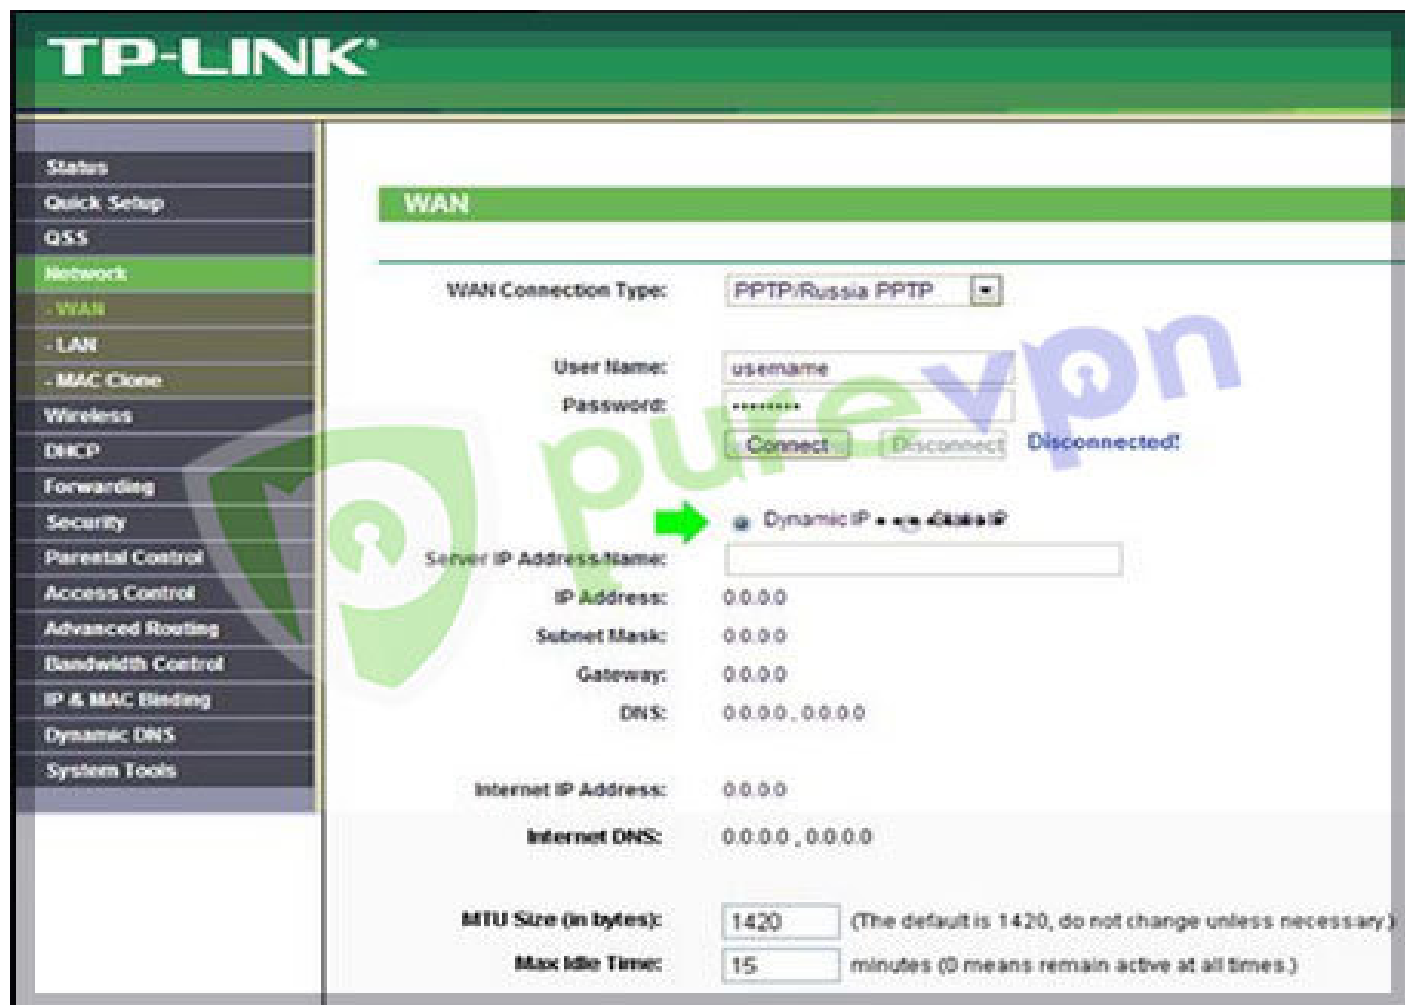 TP-LINK®
Status
Quick Setup
QSS
Network
- WAN
- LAN
- MAC Clone
Wireless
DHCP
Forwarding
Security
Parental Control
Access Control
Advanced Routing
Bandwidth Control
IP & MAC Binding
Dynamic DNS
System Tools
WAN
WAN Connection Type: PPTP/Russia PPTP
User Name: username
Password: ••••••••
Connect Disconnect Disconnected!
Dynamic IP Static IP
Server IP Address/Name:
IP Address: 0.0.0.0
Subnet Mask: 0.0.0.0
Gateway: 0.0.0.0
DNS: 0.0.0.0 , 0.0.0.0
Internet IP Address: 0.0.0.0
Internet DNS: 0.0.0.0 , 0.0.0.0
MTU Size (in bytes): 1420 (The default is 1420, do not change unless necessary.)
Max Idle Time: 15 minutes (0 means remain active at all times.)
purevpn